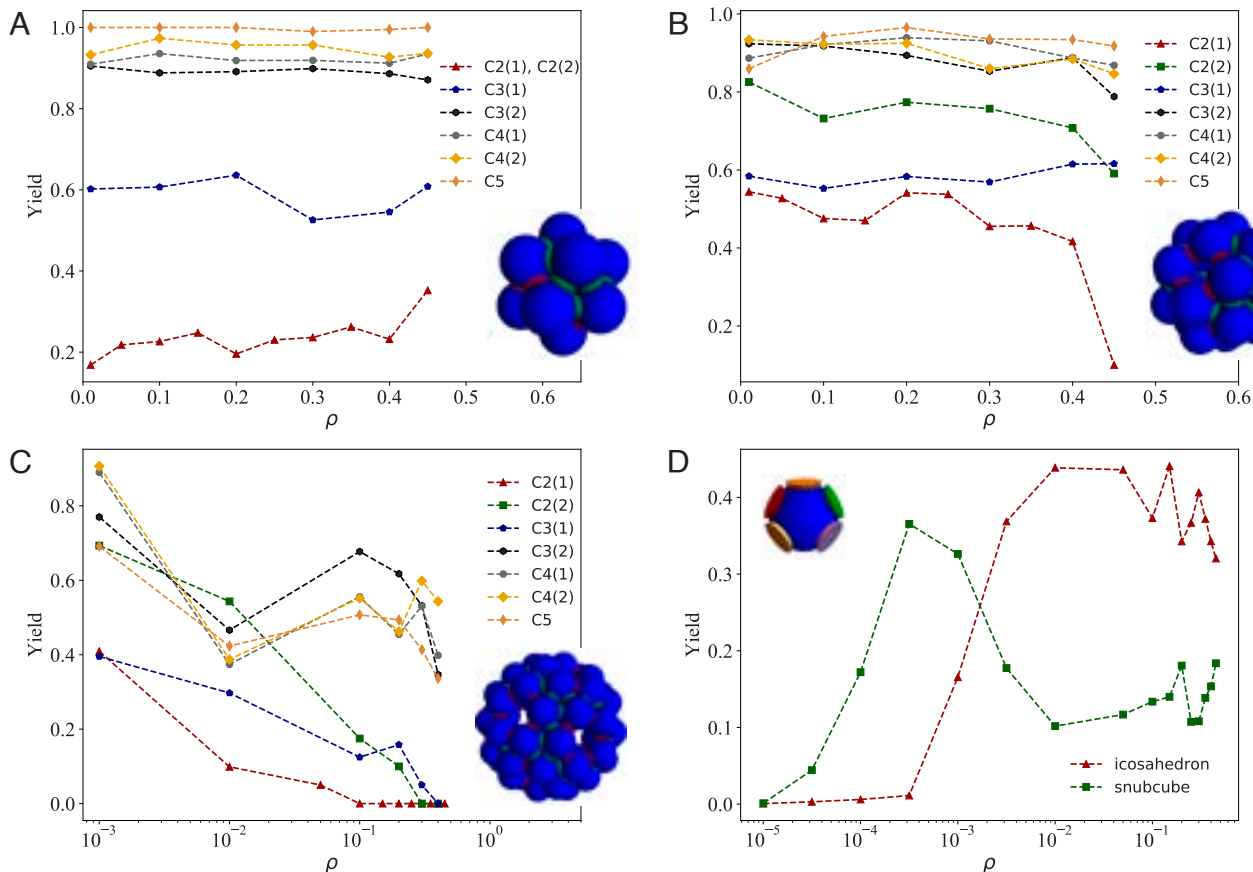 A
1.0
0.8
0.6
0.4
0.2
Yield
0.0 0.1 0.2 0.3 0.4 0.5 0.6
ρ
C2(1), C2(2)
C3(1)
C3(2)
C4(1)
C4(2)
C5
B
1.0
0.8
0.6
0.4
0.2
Yield
0.0 0.1 0.2 0.3 0.4 0.5 0.6
ρ
C2(1)
C2(2)
C3(1)
C3(2)
C4(1)
C4(2)
C5
C
0.8
0.6
0.4
0.2
0.0
Yield
10⁻³ 10⁻² 10⁻¹ 10⁰
ρ
C2(1)
C2(2)
C3(1)
C3(2)
C4(1)
C4(2)
C5
D
0.4
0.3
0.2
0.1
0.0
Yield
10⁻⁵ 10⁻⁴ 10⁻³ 10⁻² 10⁻¹
ρ
icosahedron
snubcube